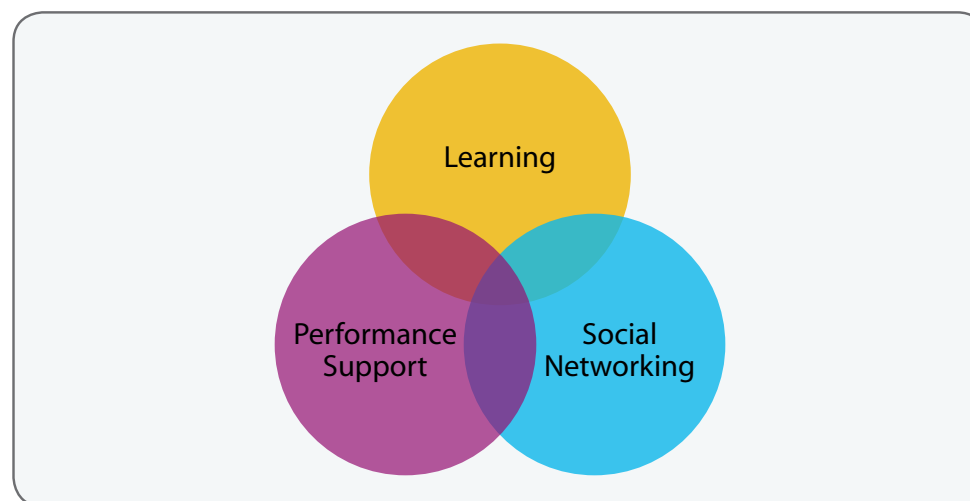 Learning
Performance
Support
Social
Networking